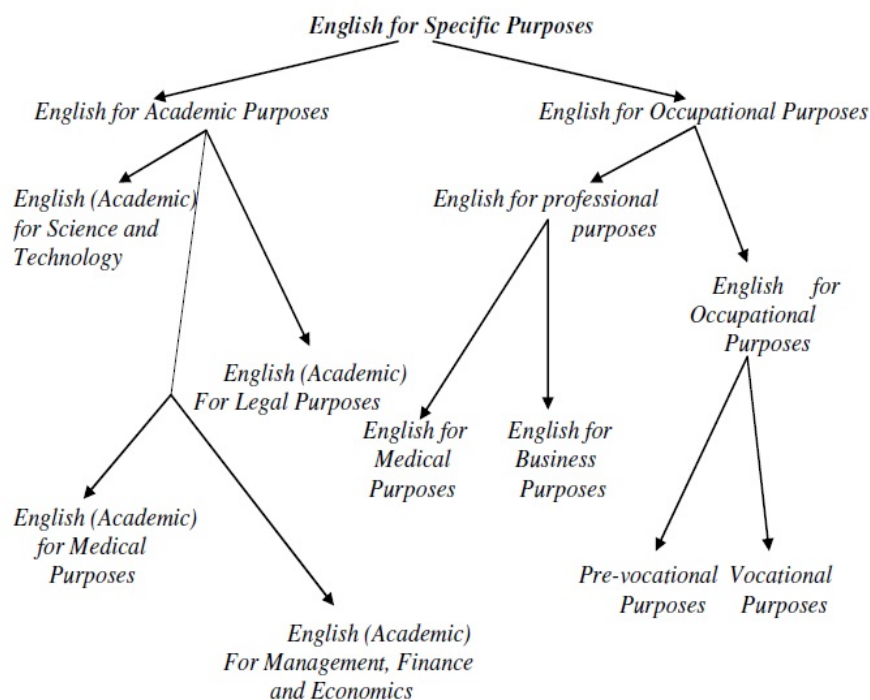 English for Specific Purposes
English for Academic Purposes
English for Occupational Purposes
English (Academic)
for Science and
Technology
English for professional
purposes
English for
Occupational
Purposes
English (Academic)
For Legal Purposes
English for
Medical
Purposes
English for
Business
Purposes
English (Academic)
for Medical
Purposes
Pre-vocational
Purposes
Vocational
Purposes
English (Academic)
For Management, Finance
and Economics